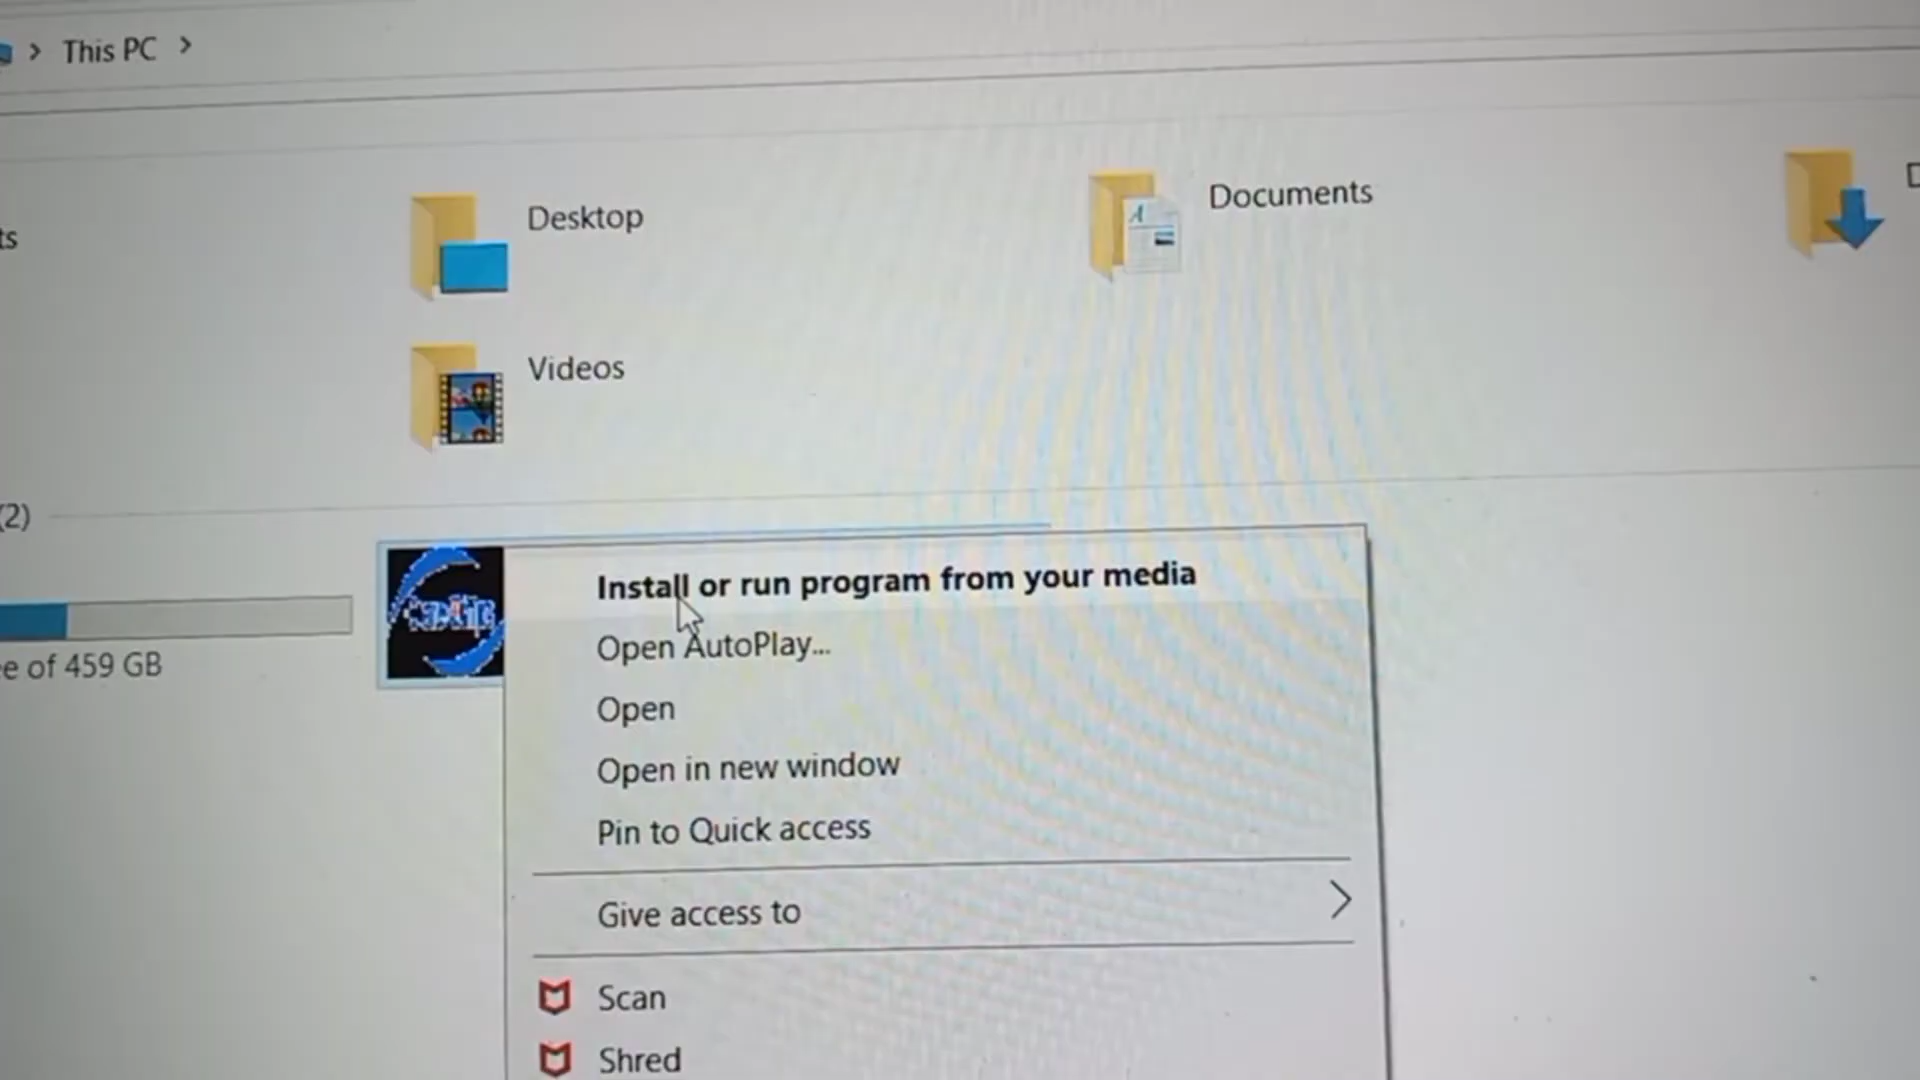 This PC
Desktop
Documents
ts
Videos
(2)
Install or run program from your media
Open AutoPlay...
Open
Open in new window
Pin to Quick access
Give access to
Scan
Shred
e of 459 GB